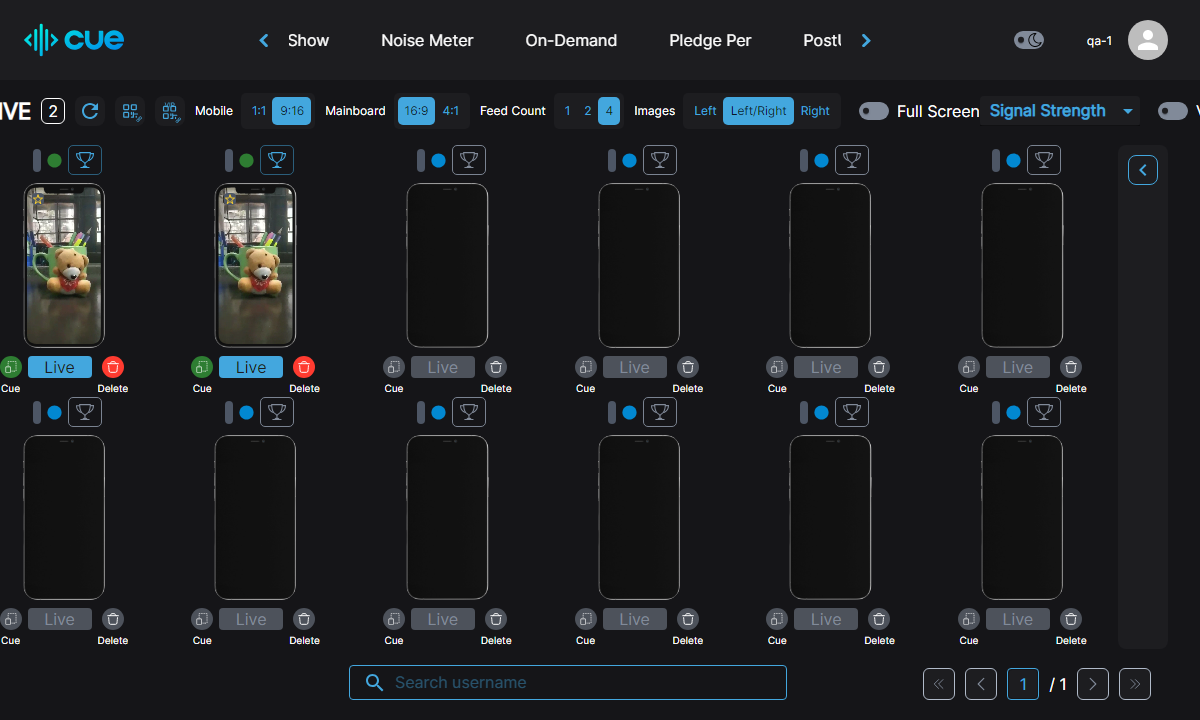 cue
Show Noise Meter On-Demand Pledge Per
qa-1
2 Mobile 1:1 9:16 Mainboard 16:9 4:1 Feed Count 1 2 4 Images Left Left/Right Right Full Screen Signal Strength
Live Live Live Live Live Live
Cue Delete Cue Delete Cue Delete Cue Delete Cue Delete Cue Delete
Live Live Live Live Live Live
Cue Delete Cue Delete Cue Delete Cue Delete Cue Delete Cue Delete
Search username
1 / 1